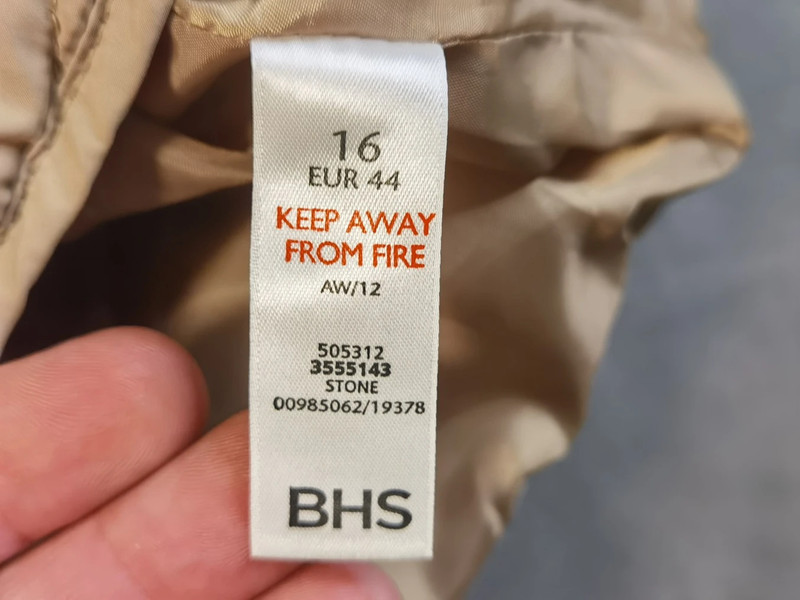 16
EUR 44
KEEP AWAY
FROM FIRE
AW/12
505312
3555143
STONE
00985062/19378
BHS